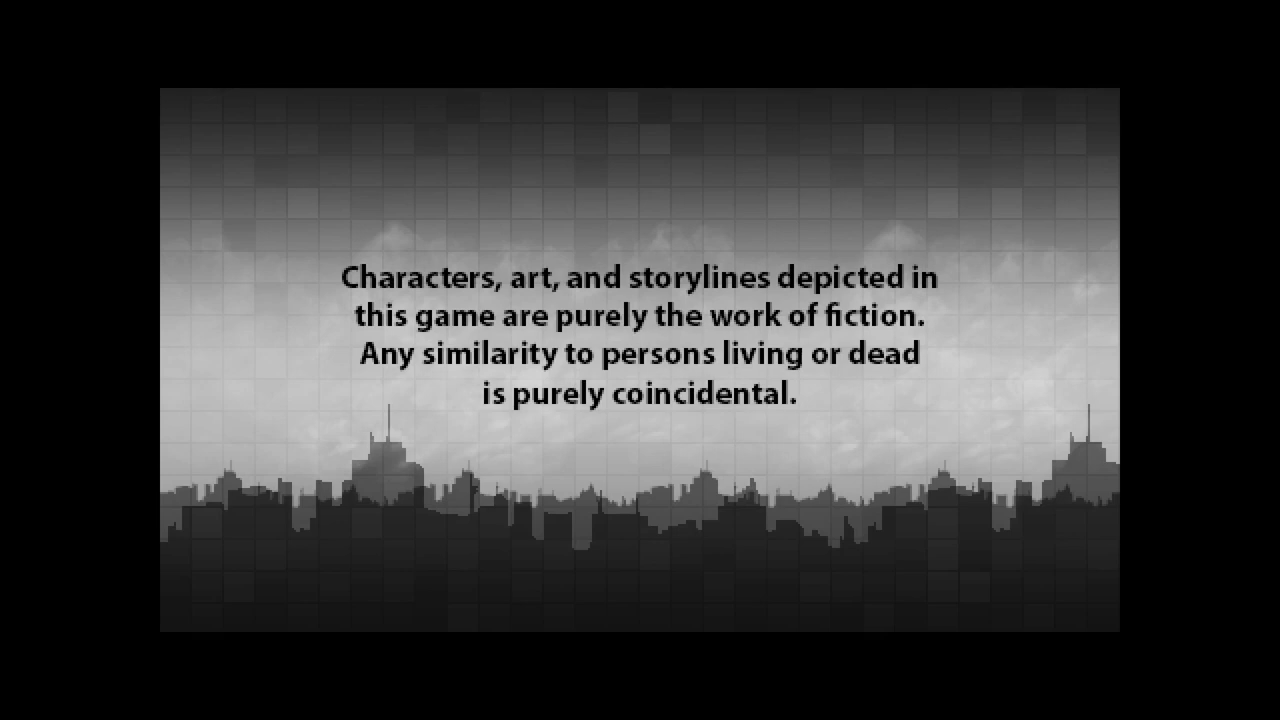 Characters, art, and storylines depicted in
this game are purely the work of fiction.
Any similarity to persons living or dead
is purely coincidental.